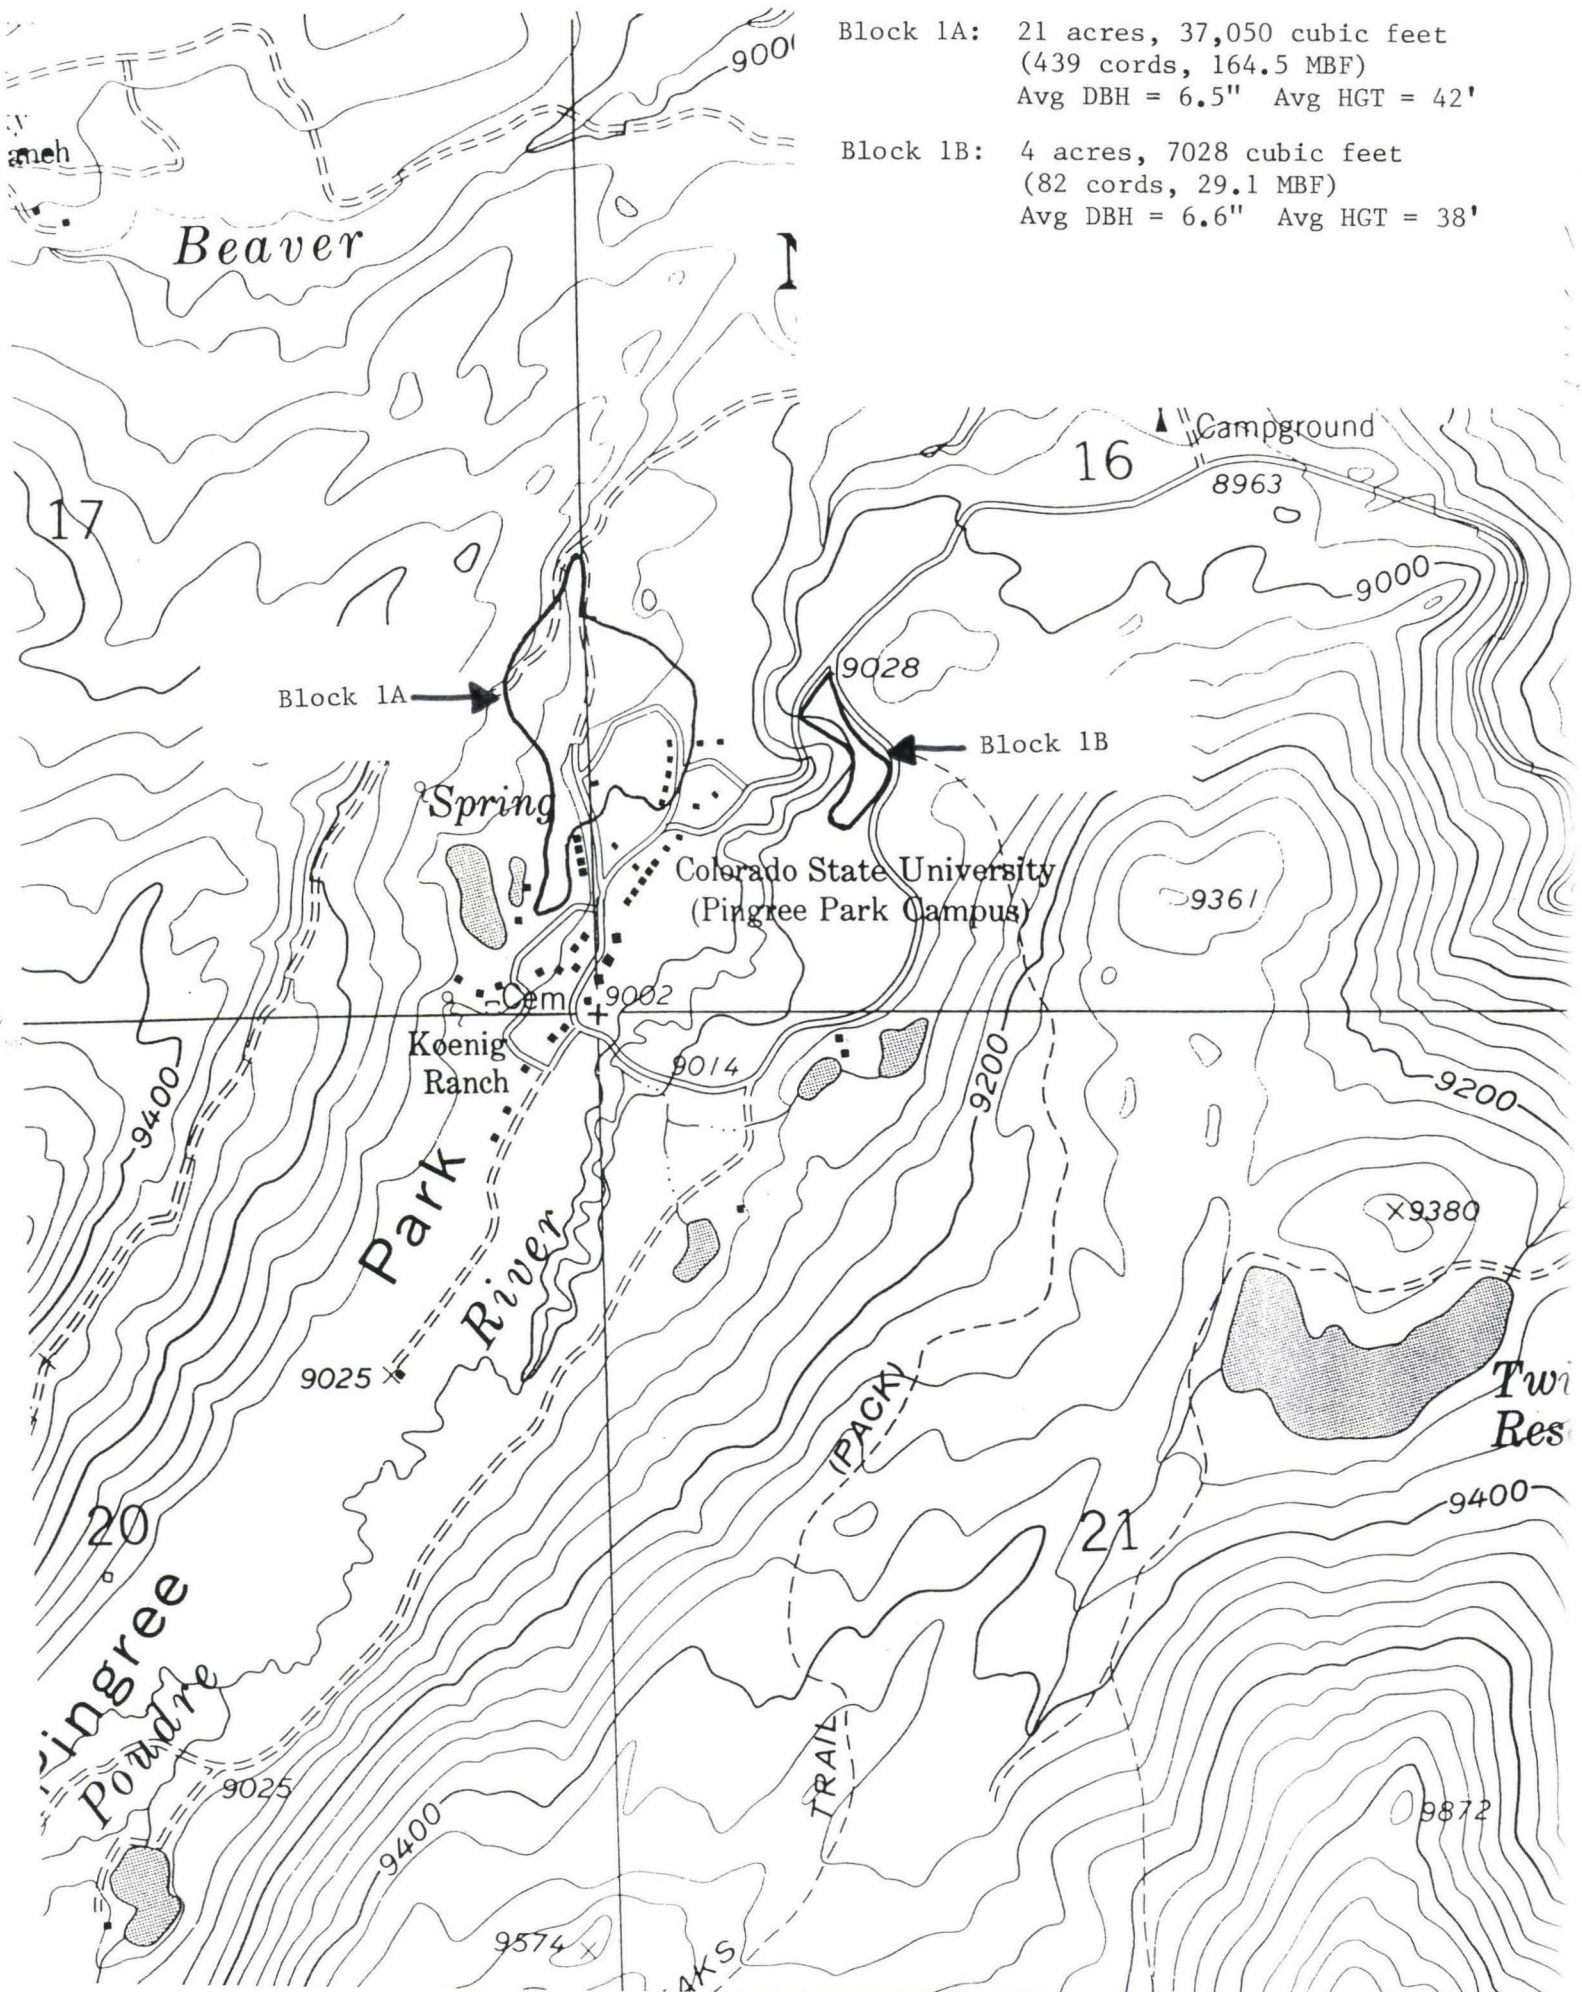 Block 1A: 21 acres, 37,050 cubic feet
(439 cords, 164.5 MBF)
Avg DBH = 6.5" Avg HGT = 42'
Block 1B: 4 acres, 7028 cubic feet
(82 cords, 29.1 MBF)
Avg DBH = 6.6" Avg HGT = 38'
Beaver
Campground
16
8963
17
9000
9028
Block 1A
Block 1B
Spring
Colorado State University
(Pingree Park Campus)
9361
Cem
9002
Koenig
Ranch
9014
9200
9200
9400
Park
River
9380
9025
(PACK)
Twi
Res
9400
20
21
ingree
Poudre
TRAIL
9025
9872
9400
9574
AKS